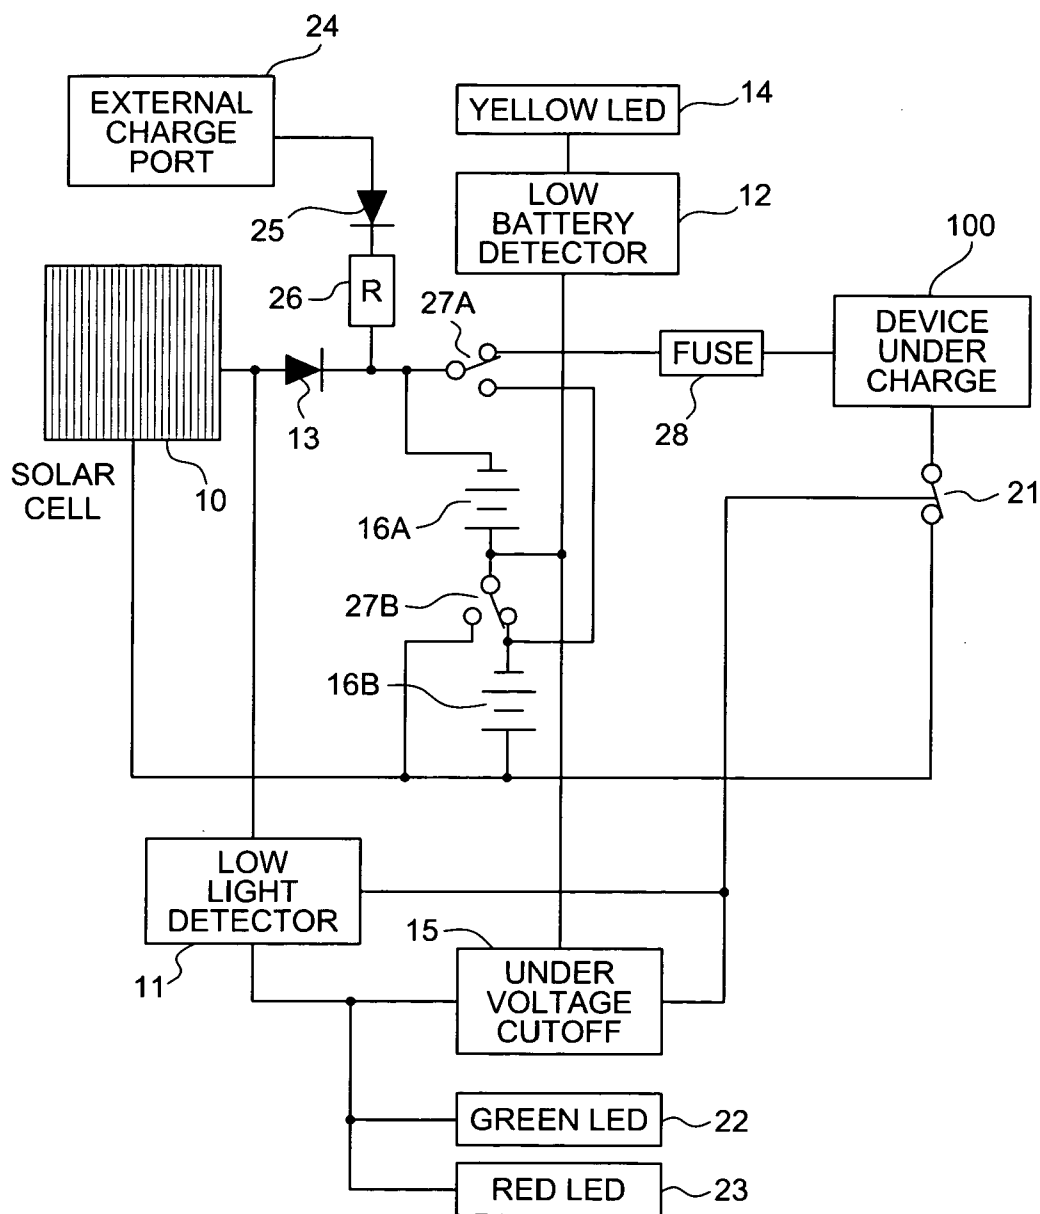 24
EXTERNAL
CHARGE
PORT
YELLOW LED
14
25
LOW
BATTERY
DETECTOR
12
100
26
R
27A
FUSE
28
DEVICE
UNDER
CHARGE
13
SOLAR
CELL
10
16A
21
27B
16B
LOW
LIGHT
DETECTOR
11
15
UNDER
VOLTAGE
CUTOFF
GREEN LED
22
RED LED
23